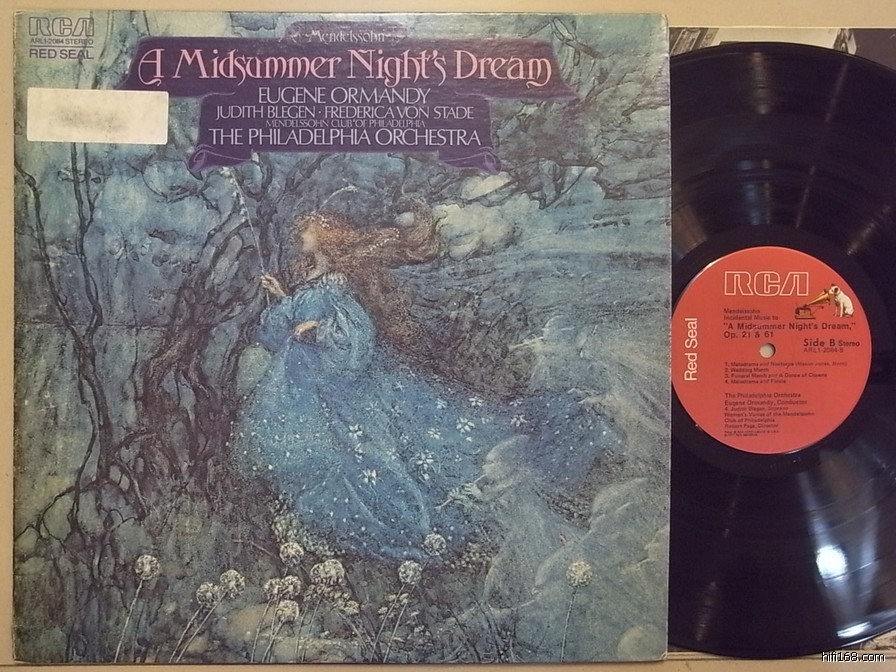 RCA
ARL1-2084 STEREO
RED SEAL
Mendelssohn
A Midsummer Night's Dream
EUGENE ORMANDY
JUDITH BLEGEN · FREDERICA VON STADE
MENDELSSOHN CLUB OF PHILADELPHIA
THE PHILADELPHIA ORCHESTRA
RCA
Red Seal
Mendelssohn
Incidental Music to
"A Midsummer Night's Dream,"
Op. 21 & 61
Side B Stereo
ARL1-2084-B
1. Melodrama and Nocturne
2. Wedding March
3. Funeral March and A Dance of Clowns
4. Melodrama and Finale
The Philadelphia Orchestra
Eugene Ormandy, Conductor
4. Judith Blegen, Soprano
Women's Voices of the Mendelssohn
Club of Philadelphia
Robert Page, Director
hifi168.com